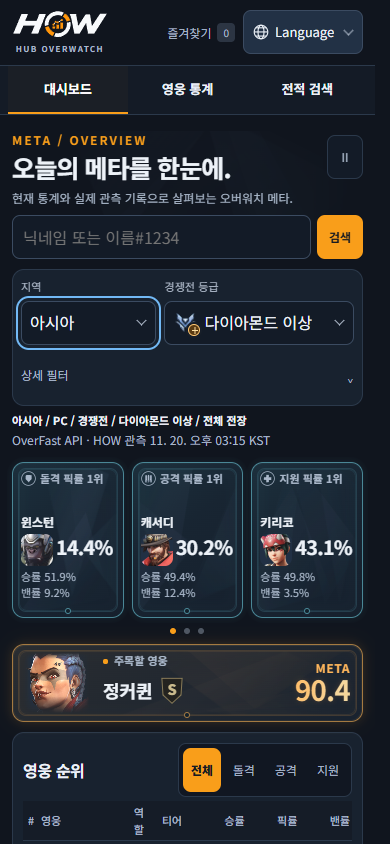 HOW
HUB OVERWATCH
즐겨찾기 0
Language
대시보드 영웅 통계 전적 검색
META / OVERVIEW
오늘의 메타를 한눈에.
현재 통계와 실제 관측 기록으로 살펴보는 오버워치 메타.
닉네임 또는 이름#1234 검색
지역 경쟁전 등급
아시아 다이아몬드 이상
상세 필터
아시아 / PC / 경쟁전 / 다이아몬드 이상 / 전체 전장
OverFast API · HOW 관측 11. 20. 오후 03:15 KST
돌격 픽률 1위
윈스턴
14.4%
승률 51.9%
밴률 9.2%
공격 픽률 1위
캐서디
30.2%
승률 49.4%
밴률 12.4%
지원 픽률 1위
키리코
43.1%
승률 49.8%
밴률 3.5%
주목할 영웅
정커퀸 S
META
90.4
영웅 순위
전체 돌격 공격 지원
# 영웅 역할 티어 승률 픽률 밴률